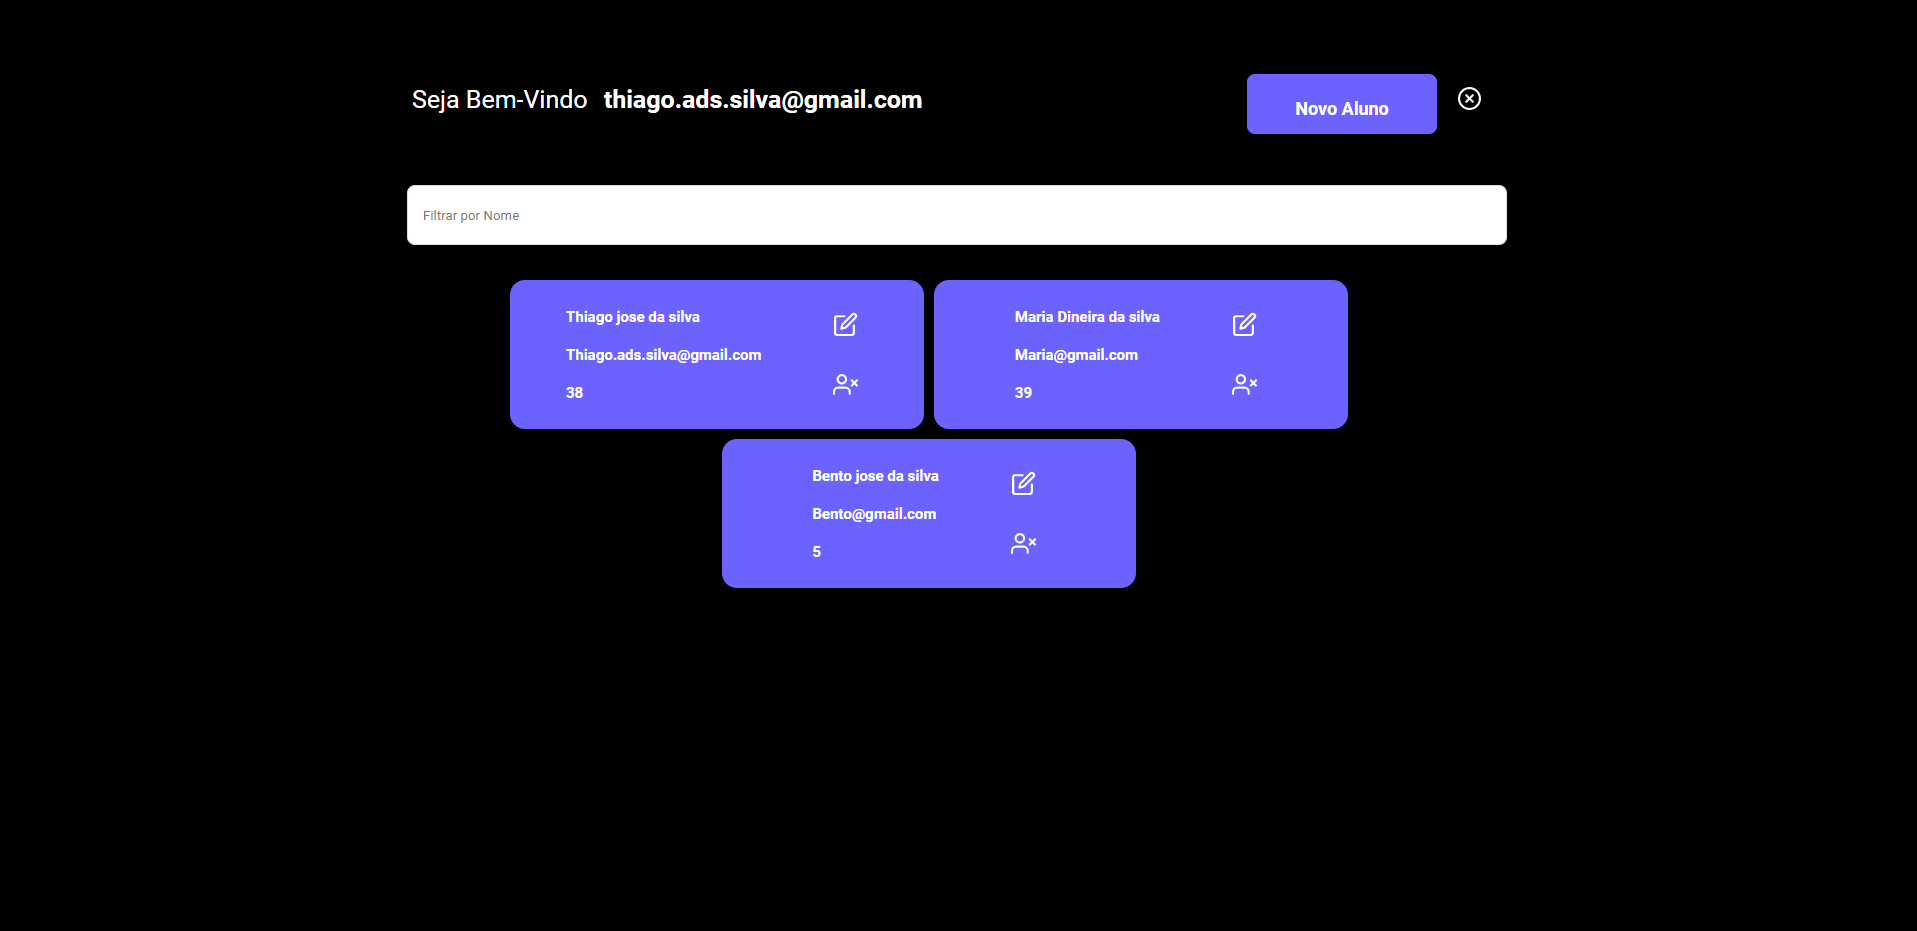 Seja Bem-Vindo thiago.ads.silva@gmail.com
Novo Aluno
Filtrar por Nome
Thiago jose da silva
Thiago.ads.silva@gmail.com
38
Maria Dineira da silva
Maria@gmail.com
39
Bento jose da silva
Bento@gmail.com
5